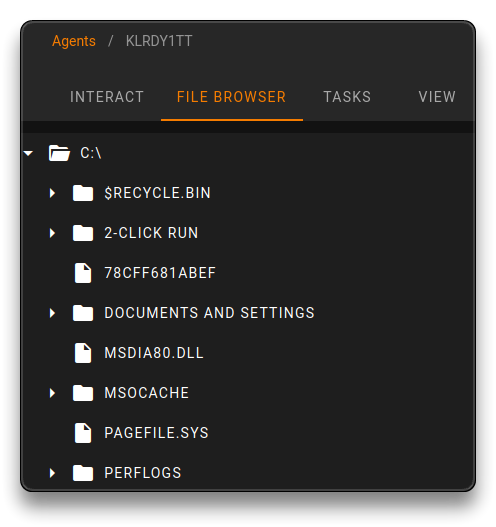 Agents / KLRDY1TT
INTERACT FILE BROWSER TASKS VIEW
C:\
$RECYCLE.BIN
2-CLICK RUN
78CFF681ABEF
DOCUMENTS AND SETTINGS
MSDIA80.DLL
MSOCACHE
PAGEFILE.SYS
PERFLOGS